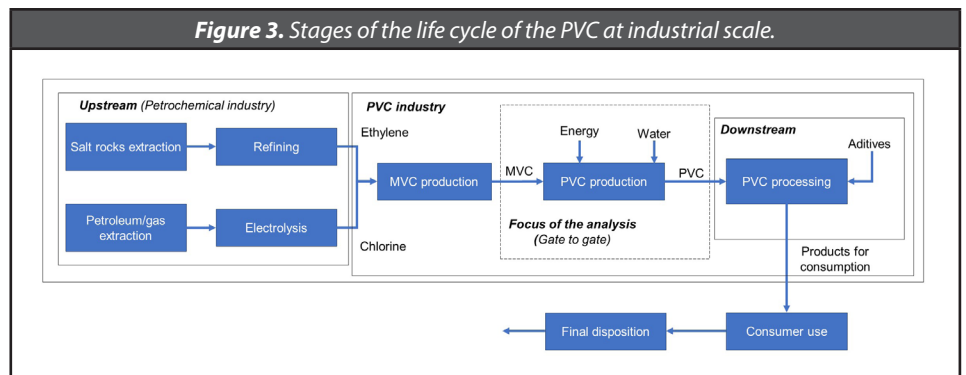 Figure 3. Stages of the life cycle of the PVC at industrial scale.
Upstream (Petrochemical industry)
Salt rocks extraction
Refining
Petroleum/gas
extraction
Electrolysis
PVC industry
Ethylene
Chlorine
MVC production
MVC
Energy
Water
PVC production
PVC
Focus of the analysis
(Gate to gate)
Downstream
Aditives
PVC processing
Products for
consumption
Final disposition
Consumer use